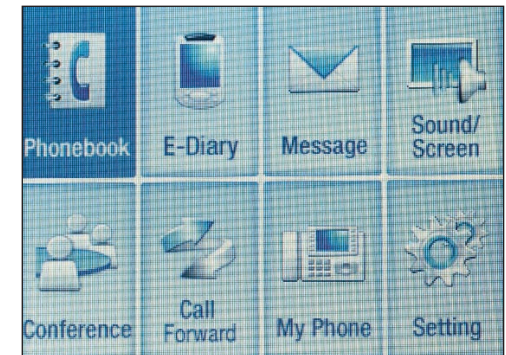 Phonebook
E-Diary
Message
Sound/
Screen
Conference
Call
Forward
My Phone
Setting